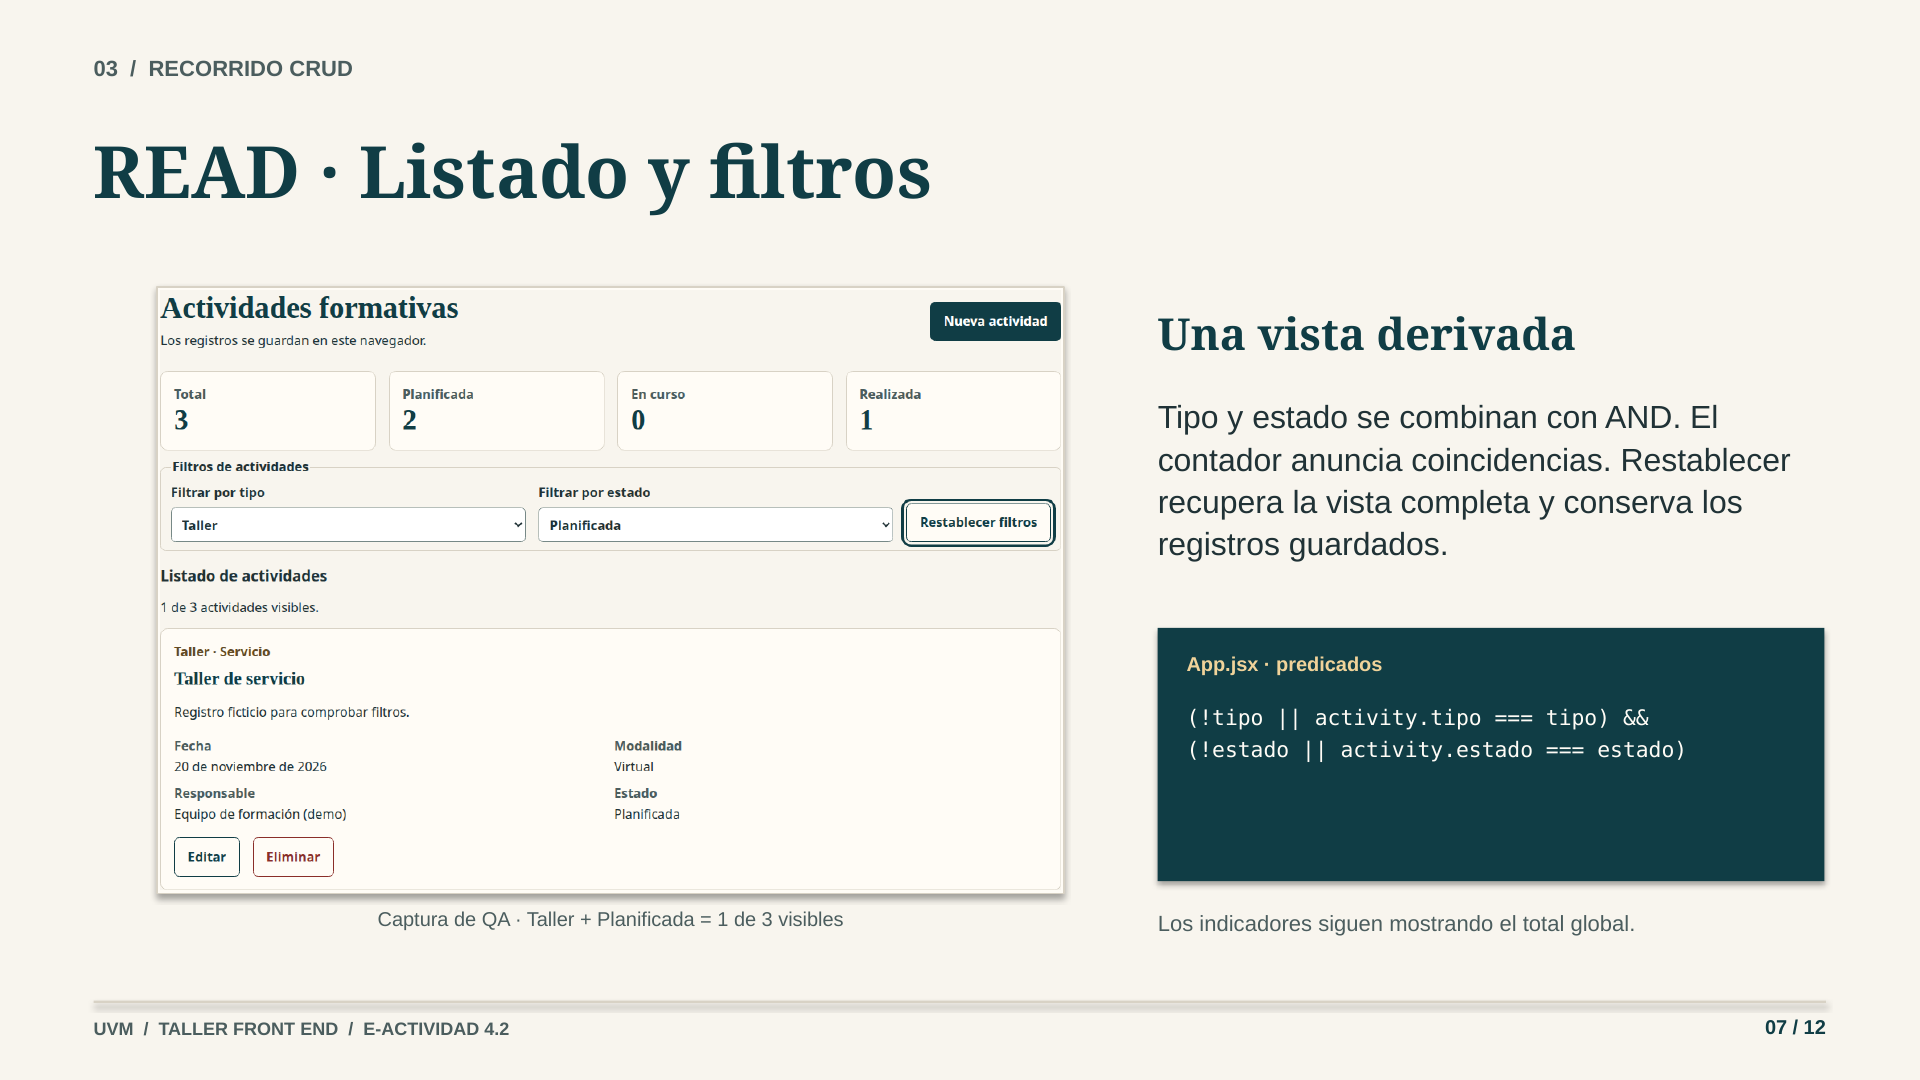 03 / RECORRIDO CRUD
READ · Listado y filtros
Actividades formativas
Los registros se guardan en este navegador.
Nueva actividad
Total
3
Planificada
2
En curso
0
Realizada
1
Filtros de actividades
Filtrar por tipo
Taller
Filtrar por estado
Planificada
Restablecer filtros
Listado de actividades
1 de 3 actividades visibles.
Taller · Servicio
Taller de servicio
Registro ficticio para comprobar filtros.
Fecha
20 de noviembre de 2026
Modalidad
Virtual
Responsable
Equipo de formación (demo)
Estado
Planificada
Editar
Eliminar
Captura de QA · Taller + Planificada = 1 de 3 visibles
Una vista derivada
Tipo y estado se combinan con AND. El
contador anuncia coincidencias. Restablecer
recupera la vista completa y conserva los
registros guardados.
App.jsx · predicados
(!tipo || activity.tipo === tipo) &&
(!estado || activity.estado === estado)
Los indicadores siguen mostrando el total global.
UVM / TALLER FRONT END / E-ACTIVIDAD 4.2
07 / 12